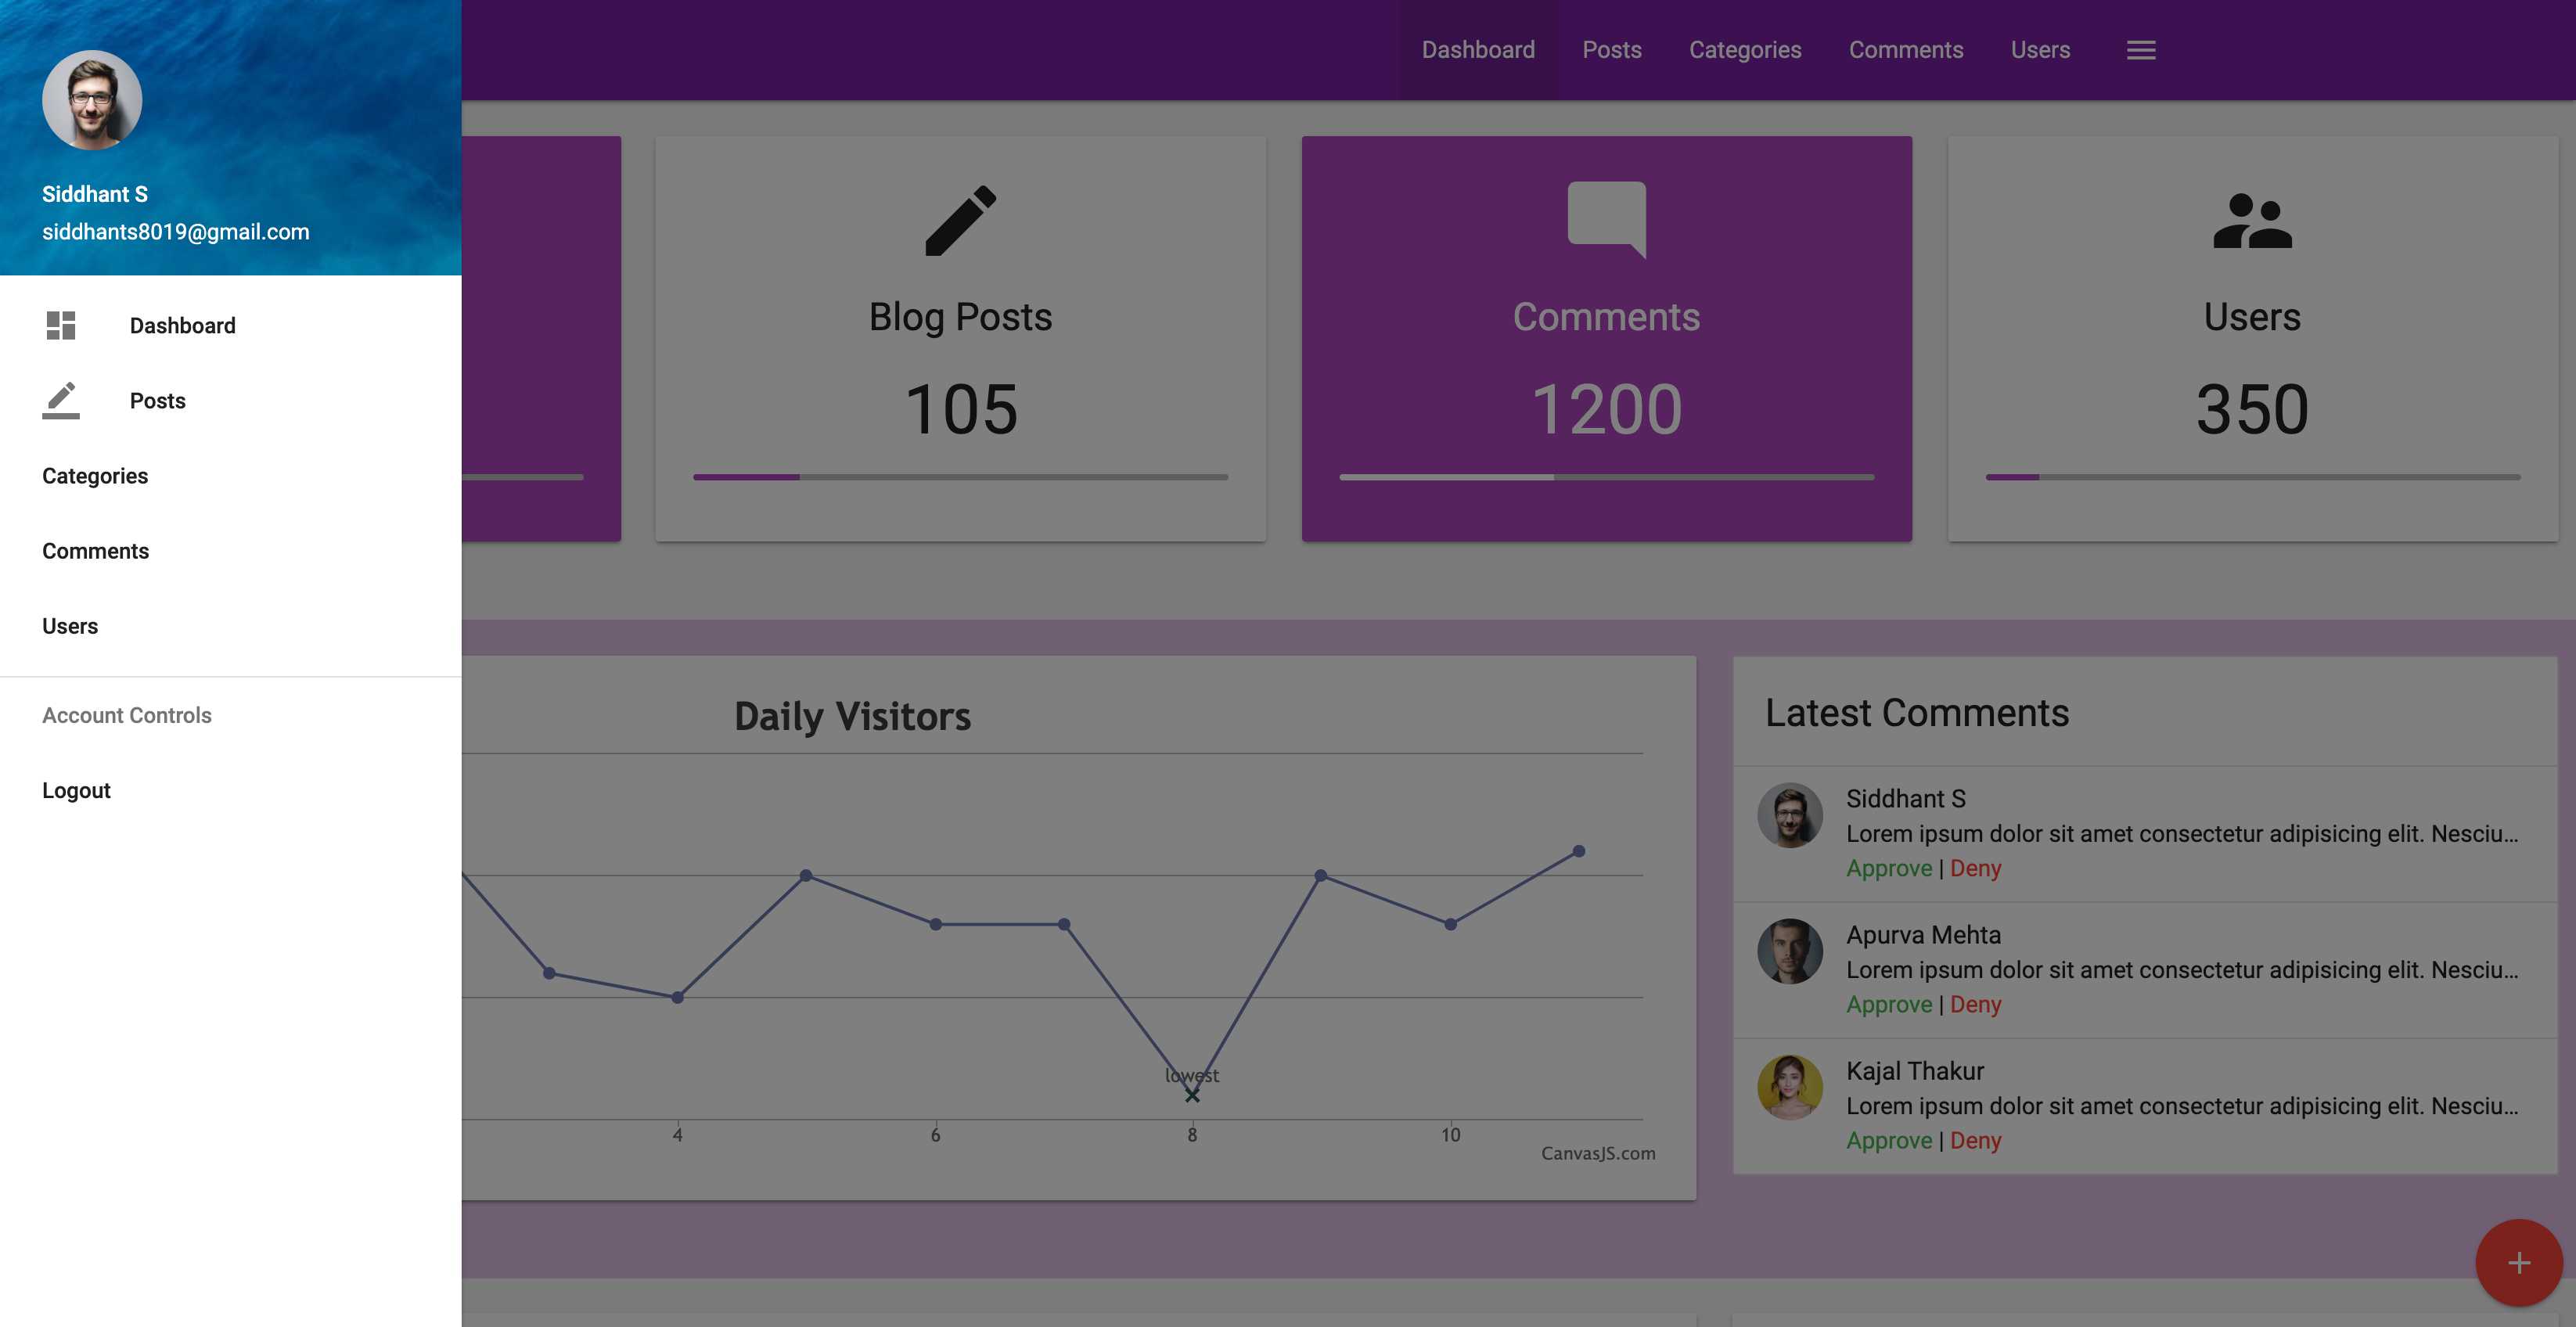 Siddhant S
siddhants8019@gmail.com
Dashboard
Posts
Categories
Comments
Users
Account Controls
Logout
Dashboard Posts Categories Comments Users
Blog Posts
105
Comments
1200
Users
350
Daily Visitors
lowest
4 6 8 10
CanvasJS.com
Latest Comments
Siddhant S
Lorem ipsum dolor sit amet consectetur adipisicing elit. Nesciu...
Approve | Deny
Apurva Mehta
Lorem ipsum dolor sit amet consectetur adipisicing elit. Nesciu...
Approve | Deny
Kajal Thakur
Lorem ipsum dolor sit amet consectetur adipisicing elit. Nesciu...
Approve | Deny
+